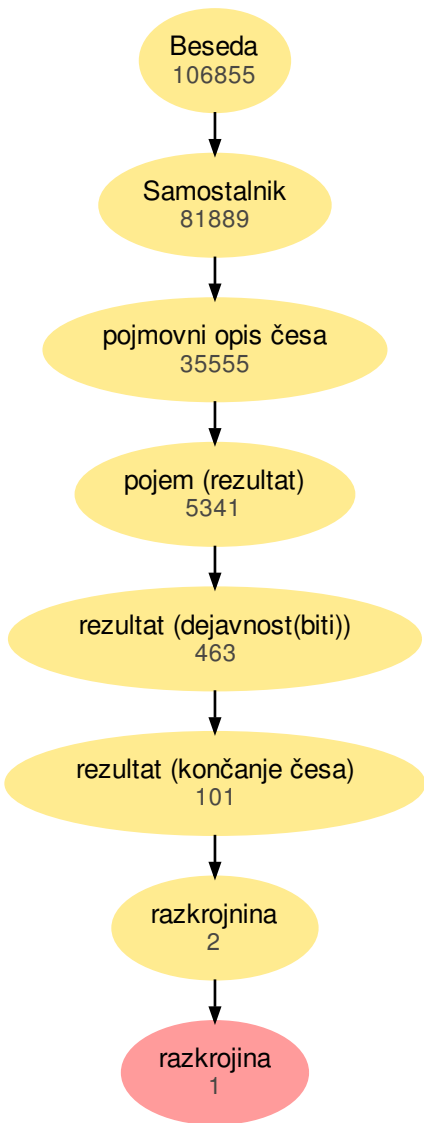 Beseda
106855
Samostalnik
81889
pojmovni opis česa
35555
pojem (rezultat)
5341
rezultat (dejavnost(biti))
463
rezultat (končanje česa)
101
razkrojnina
2
razkrojina
1